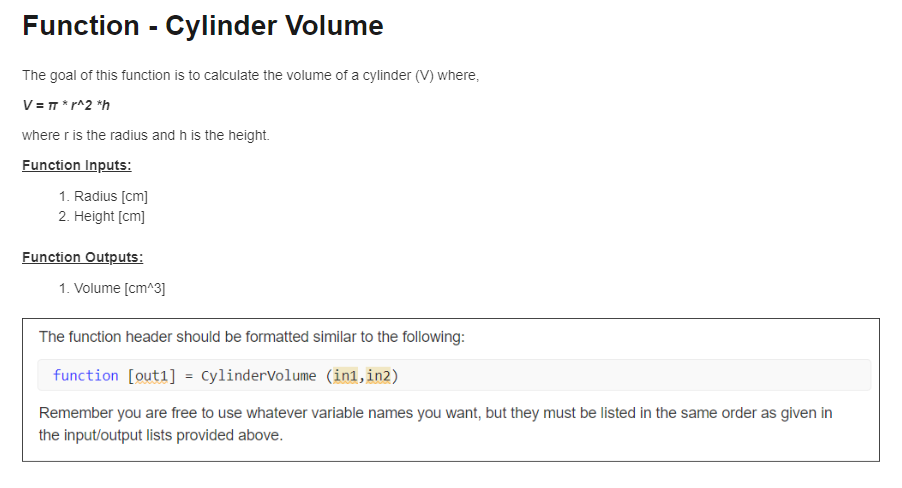 Function - Cylinder Volume
The goal of this function is to calculate the volume of a cylinder (V) where,
V = π * r^2 *h
where r is the radius and h is the height.
Function Inputs:
1. Radius [cm]
2. Height [cm]
Function Outputs:
1. Volume [cm^3]
The function header should be formatted similar to the following:
function [out1] = CylinderVolume (in1,in2)
Remember you are free to use whatever variable names you want, but they must be listed in the same order as given in
the input/output lists provided above.